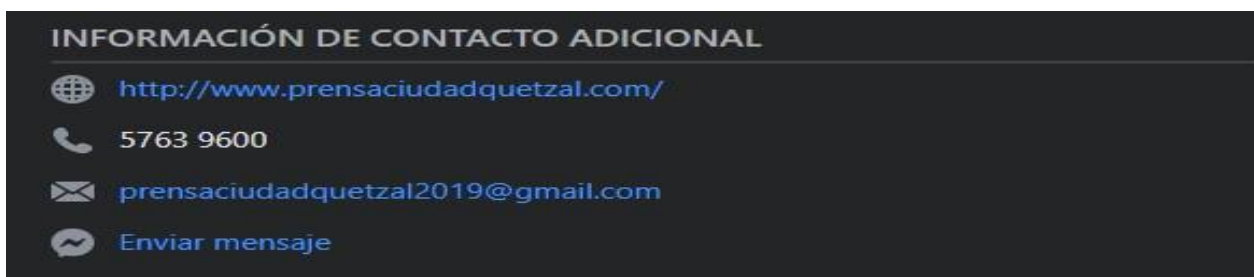 INFORMACIÓN DE CONTACTO ADICIONAL
http://www.prensaciudadquetzal.com/
5763 9600
prensaciudadquetzal2019@gmail.com
Enviar mensaje